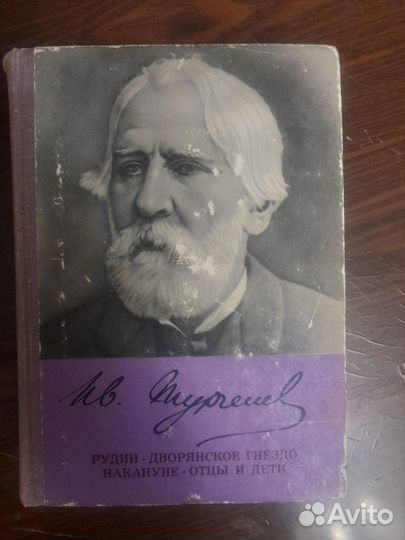 Ив. Тургенев
РУДИН · ДВОРЯНСКОЕ ГНЕЗДО
НАКАНУНЕ · ОТЦЫ И ДЕТИ
Avito